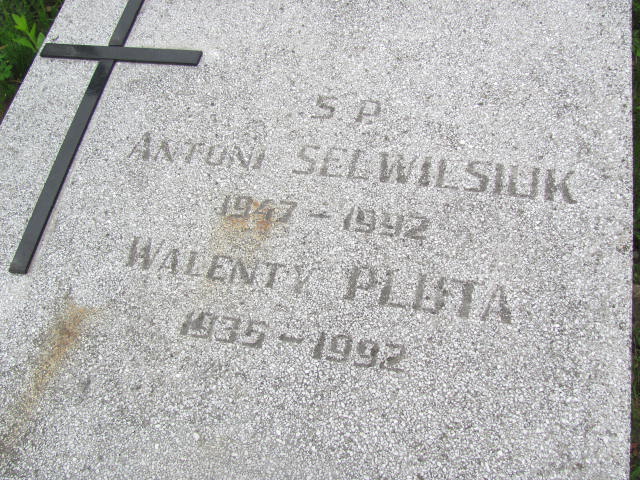 S.P.
ANTONI SELWILSIUK
1947 - 1992
WALENTY PLUTA
1935 - 1992